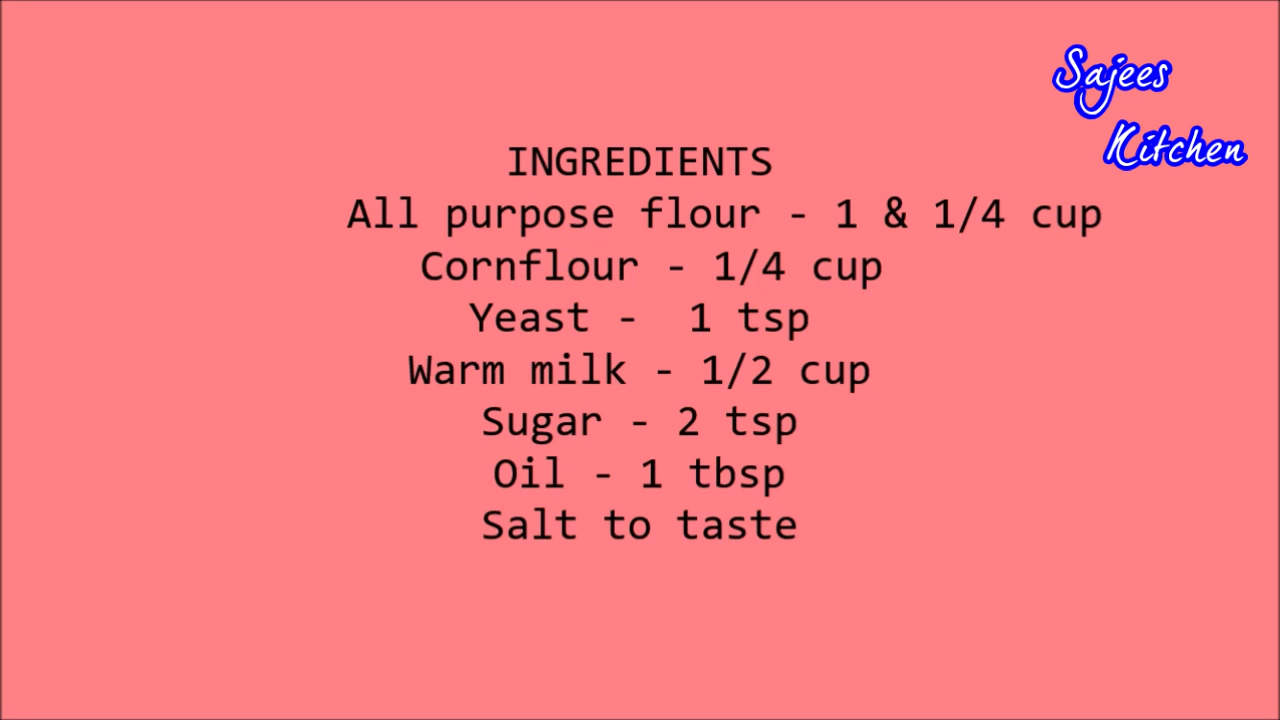 Sajees
Kitchen
INGREDIENTS
All purpose flour - 1 & 1/4 cup
Cornflour - 1/4 cup
Yeast -  1 tsp
Warm milk - 1/2 cup
Sugar - 2 tsp
Oil - 1 tbsp
Salt to taste